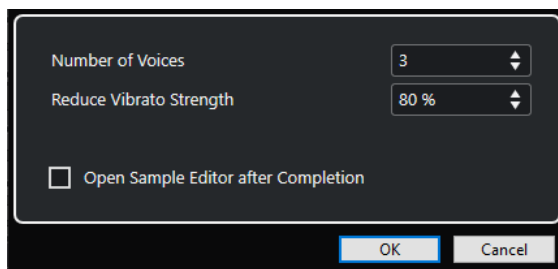 Number of Voices 3
Reduce Vibrato Strength 80 %
Open Sample Editor after Completion
OK Cancel